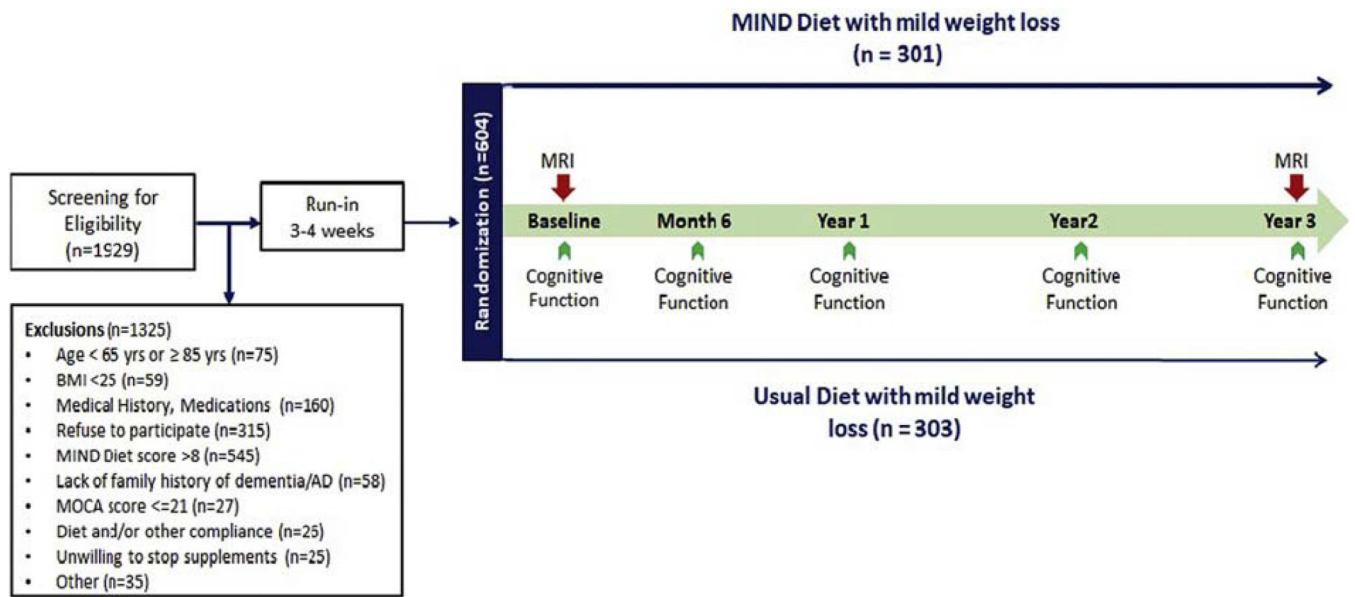 MIND Diet with mild weight loss
(n = 301)
Randomization (n=604)
Screening for
Eligibility
(n=1929)
Run-in
3-4 weeks
MRI
MRI
Baseline
Month 6
Year 1
Year2
Year 3
Cognitive
Function
Cognitive
Function
Cognitive
Function
Cognitive
Function
Cognitive
Function
Usual Diet with mild weight
loss (n = 303)
Exclusions (n=1325)
• Age < 65 yrs or ≥ 85 yrs (n=75)
• BMI <25 (n=59)
• Medical History, Medications (n=160)
• Refuse to participate (n=315)
• MIND Diet score >8 (n=545)
• Lack of family history of dementia/AD (n=58)
• MOCA score <=21 (n=27)
• Diet and/or other compliance (n=26)
• Unwilling to stop supplements (n=25)
• Other (n=35)